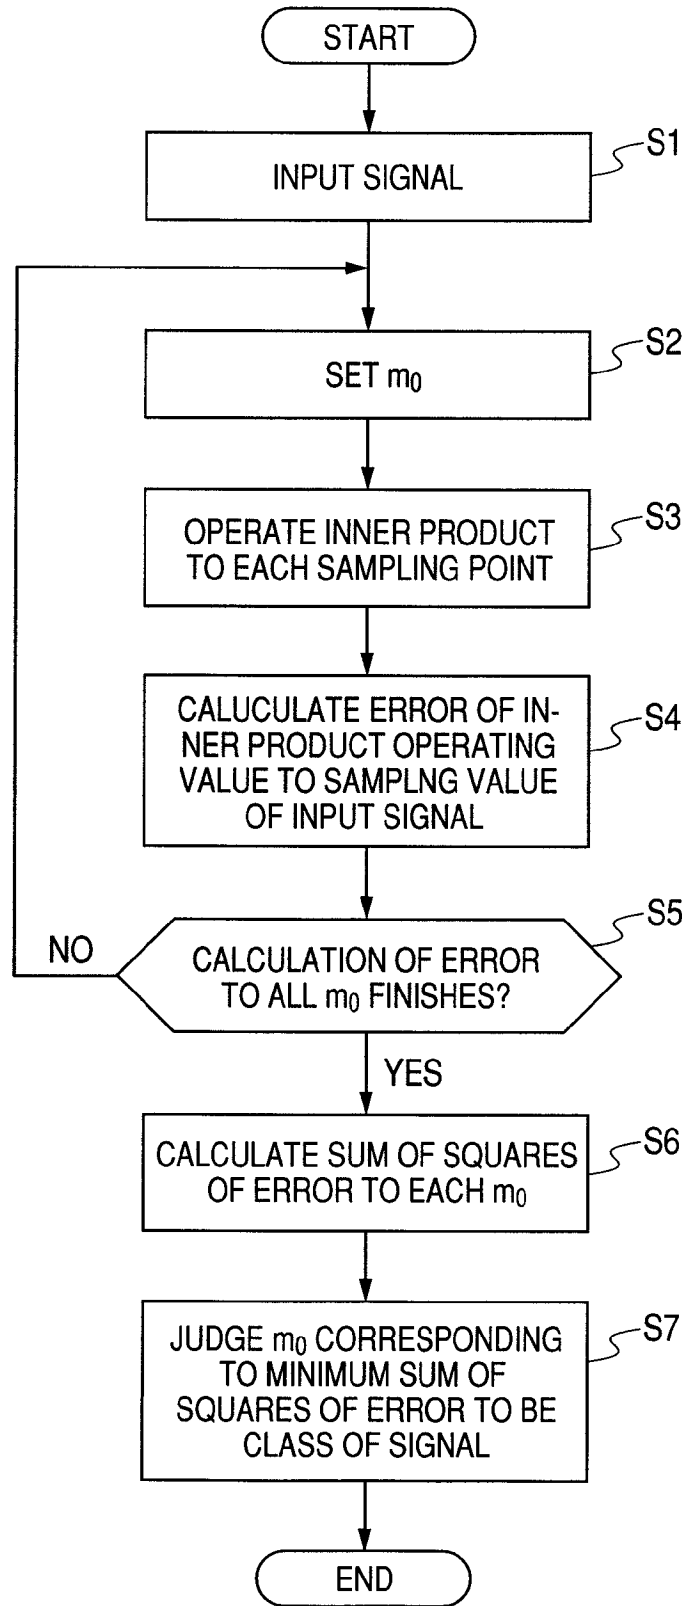 START
INPUT SIGNAL
S1
SET m₀
S2
OPERATE INNER PRODUCT
TO EACH SAMPLING POINT
S3
CALUCULATE ERROR OF IN-
NER PRODUCT OPERATING
VALUE TO SAMPLNG VALUE
OF INPUT SIGNAL
S4
CALCULATION OF ERROR
TO ALL m₀ FINISHES?
S5
NO
YES
CALCULATE SUM OF SQUARES
OF ERROR TO EACH m₀
S6
JUDGE m₀ CORRESPONDING
TO MINIMUM SUM OF
SQUARES OF ERROR TO BE
CLASS OF SIGNAL
S7
END